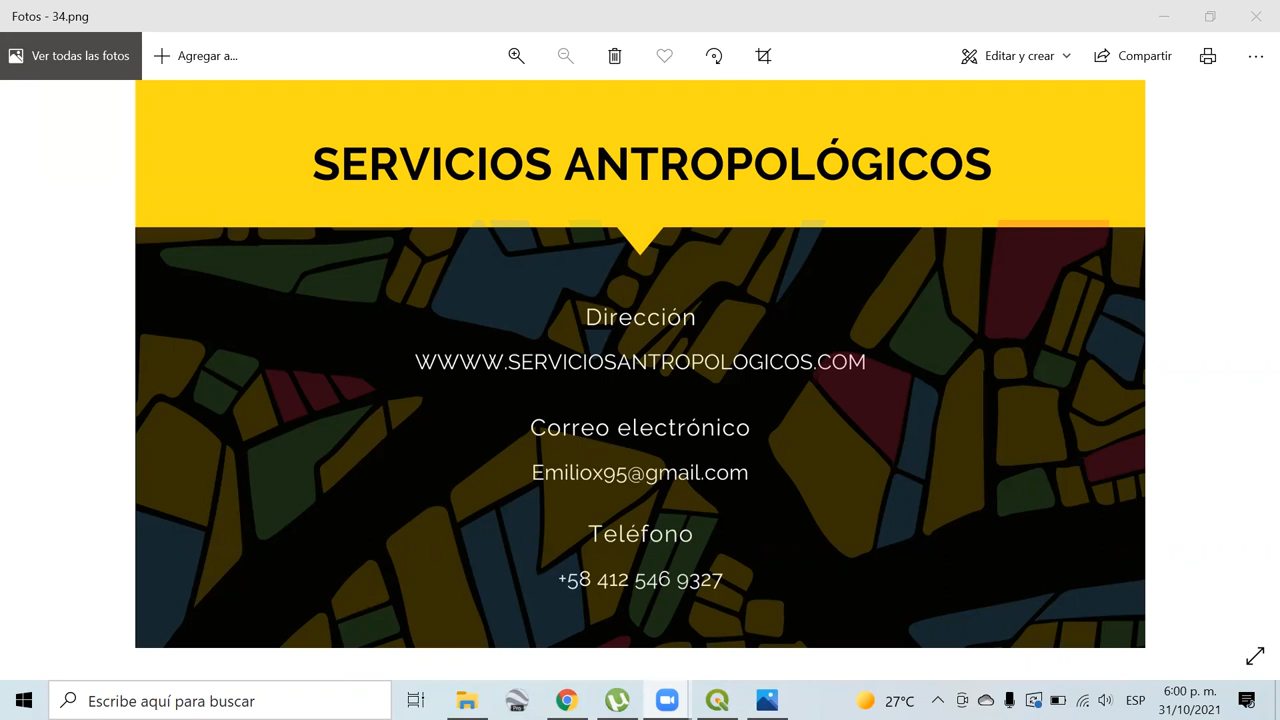 Fotos - 34.png
Ver todas las fotos
Agregar a...
Editar y crear
Compartir
SERVICIOS ANTROPOLÓGICOS
Dirección
WWWW.SERVICIOSANTROPOLOGICOS.COM
Correo electrónico
Emiliox95@gmail.com
Teléfono
+58 412 546 9327
Escribe aquí para buscar
Pro
27°C
ESP
6:00 p. m.
31/10/2021